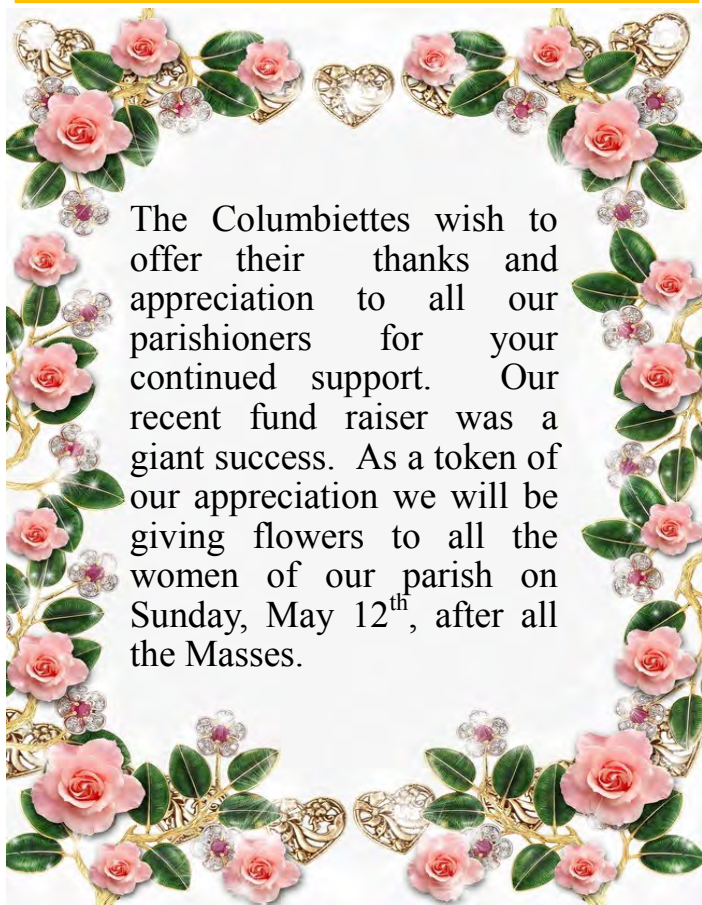 The Columbiettes wish to
offer their thanks and
appreciation to all our
parishioners for your
continued support. Our
recent fund raiser was a
giant success. As a token of
our appreciation we will be
giving flowers to all the
women of our parish on
Sunday, May 12th, after all
the Masses.